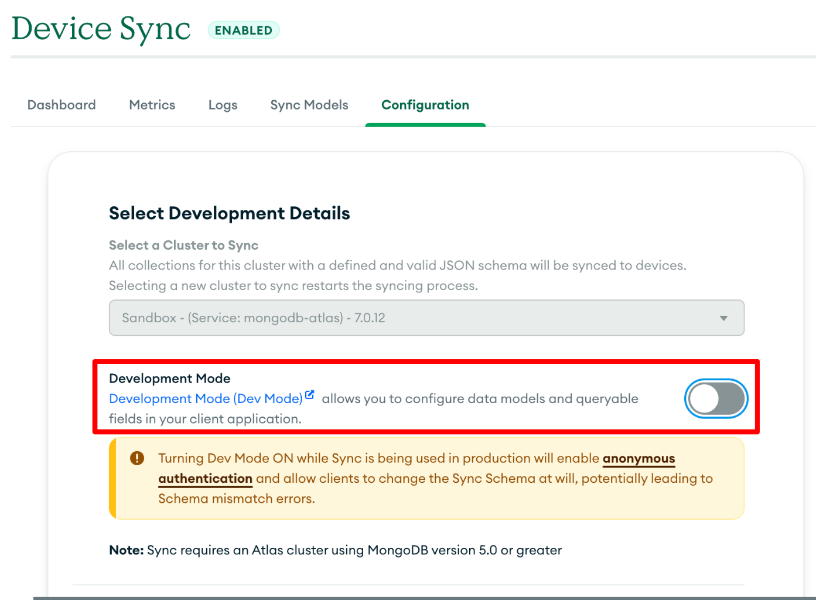 Device Sync ENABLED
Dashboard Metrics Logs Sync Models Configuration
Select Development Details
Select a Cluster to Sync
All collections for this cluster with a defined and valid JSON schema will be synced to devices.
Selecting a new cluster to sync restarts the syncing process.
Sandbox - (Service: mongodb-atlas) - 7.0.12
Development Mode
Development Mode (Dev Mode) allows you to configure data models and queryable
fields in your client application.
Turning Dev Mode ON while Sync is being used in production will enable anonymous
authentication and allow clients to change the Sync Schema at will, potentially leading to
Schema mismatch errors.
Note: Sync requires an Atlas cluster using MongoDB version 5.0 or greater